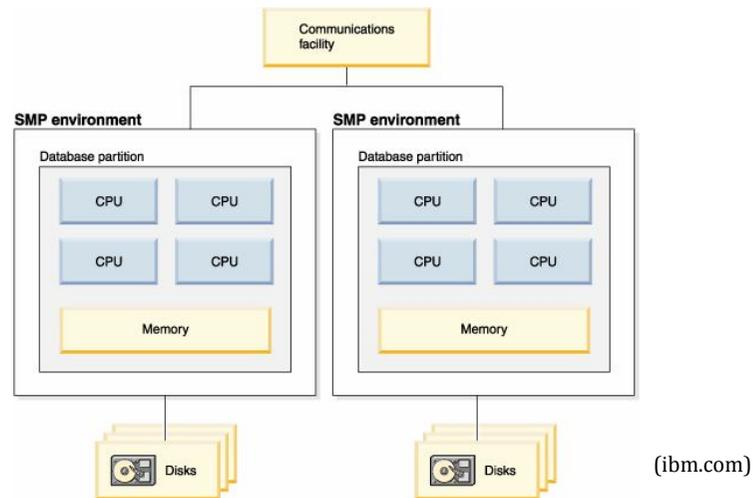 Communications
facility
SMP environment
SMP environment
Database partition
Database partition
CPU
CPU
CPU
CPU
CPU
CPU
CPU
CPU
Memory
Memory
Disks
Disks
(ibm.com)